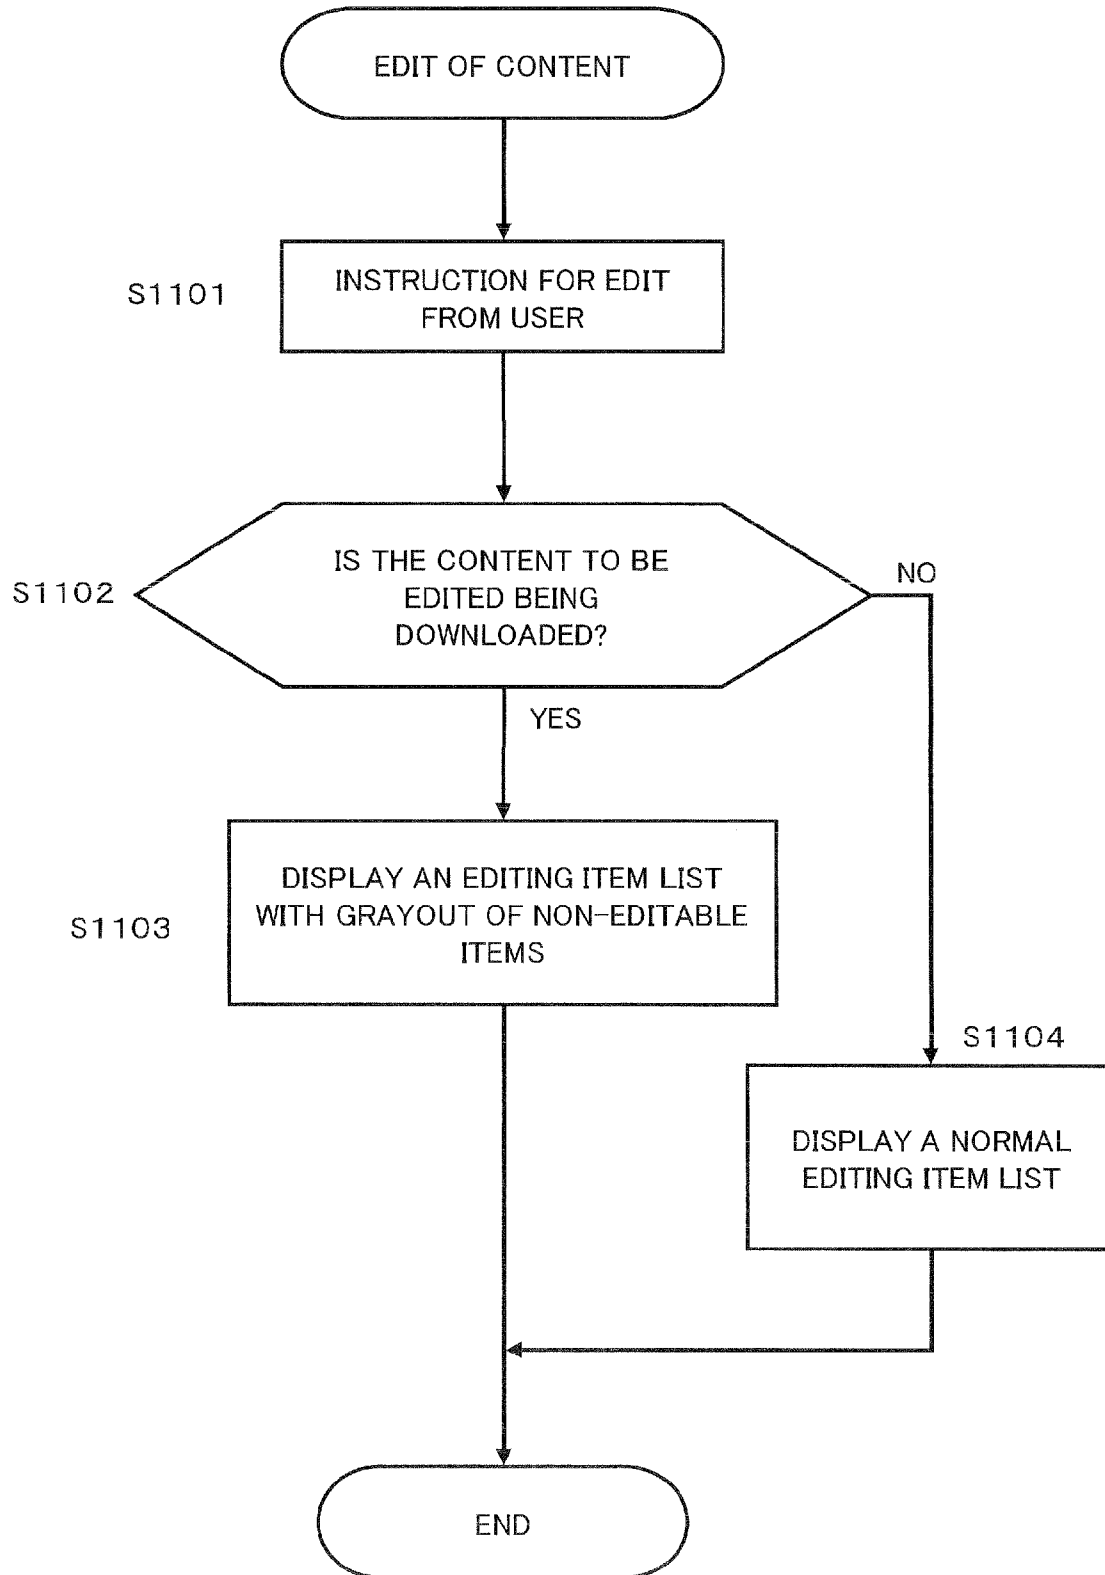 EDIT OF CONTENT
S1101
INSTRUCTION FOR EDIT
FROM USER
S1102
IS THE CONTENT TO BE
EDITED BEING
DOWNLOADED?
NO
YES
S1103
DISPLAY AN EDITING ITEM LIST
WITH GRAYOUT OF NON-EDITABLE
ITEMS
S1104
DISPLAY A NORMAL
EDITING ITEM LIST
END